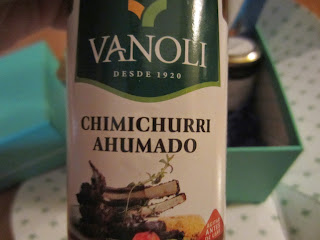 VANOLI
DESDE 1920
CHIMICHURRI
AHUMADO